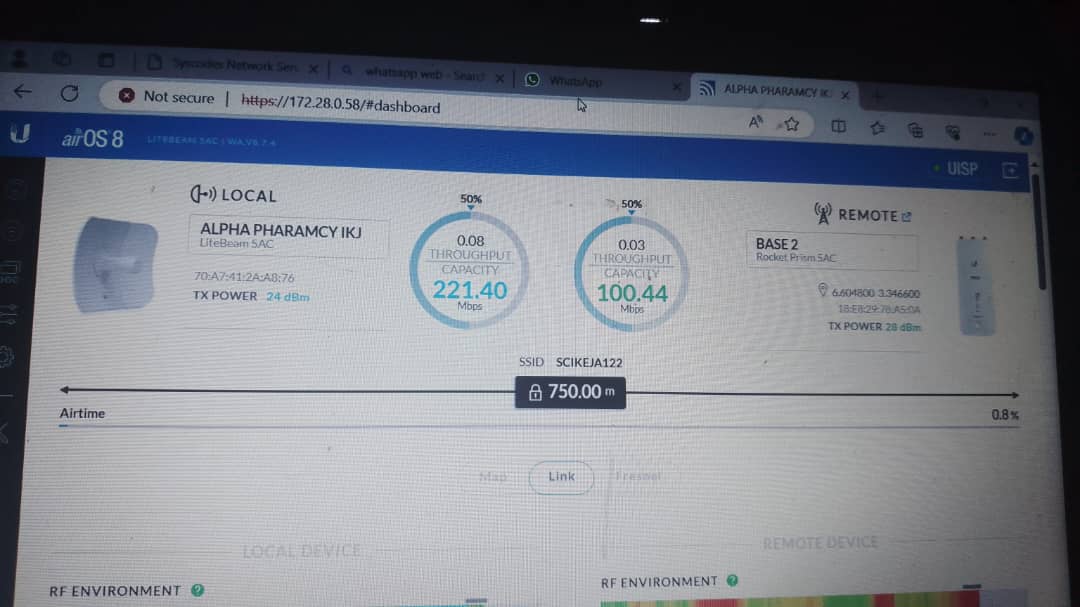 Syscodes Network Serv
whatsapp web - Search
WhatsApp
ALPHA PHARAMCY IK
Not secure | https://172.28.0.58/#dashboard
airOS 8
LITEBEAM 5AC | WA.V8.7.4
UISP
LOCAL
ALPHA PHARAMCY IKJ
LiteBeam 5AC
70:A7:41:2A:A8:76
TX POWER 24 dBm
50%
0.08
THROUGHPUT
CAPACITY
221.40
Mbps
50%
0.03
THROUGHPUT
CAPACITY
100.44
Mbps
REMOTE
BASE 2
Rocket Prism 5AC
6.604800 3.346600
18:E8:29:78:A5:0A
TX POWER 28 dBm
SSID SCIKEJA122
750.00 m
Airtime
0.8 %
Map
Link
Fresnel
LOCAL DEVICE
REMOTE DEVICE
RF ENVIRONMENT ?
RF ENVIRONMENT ?